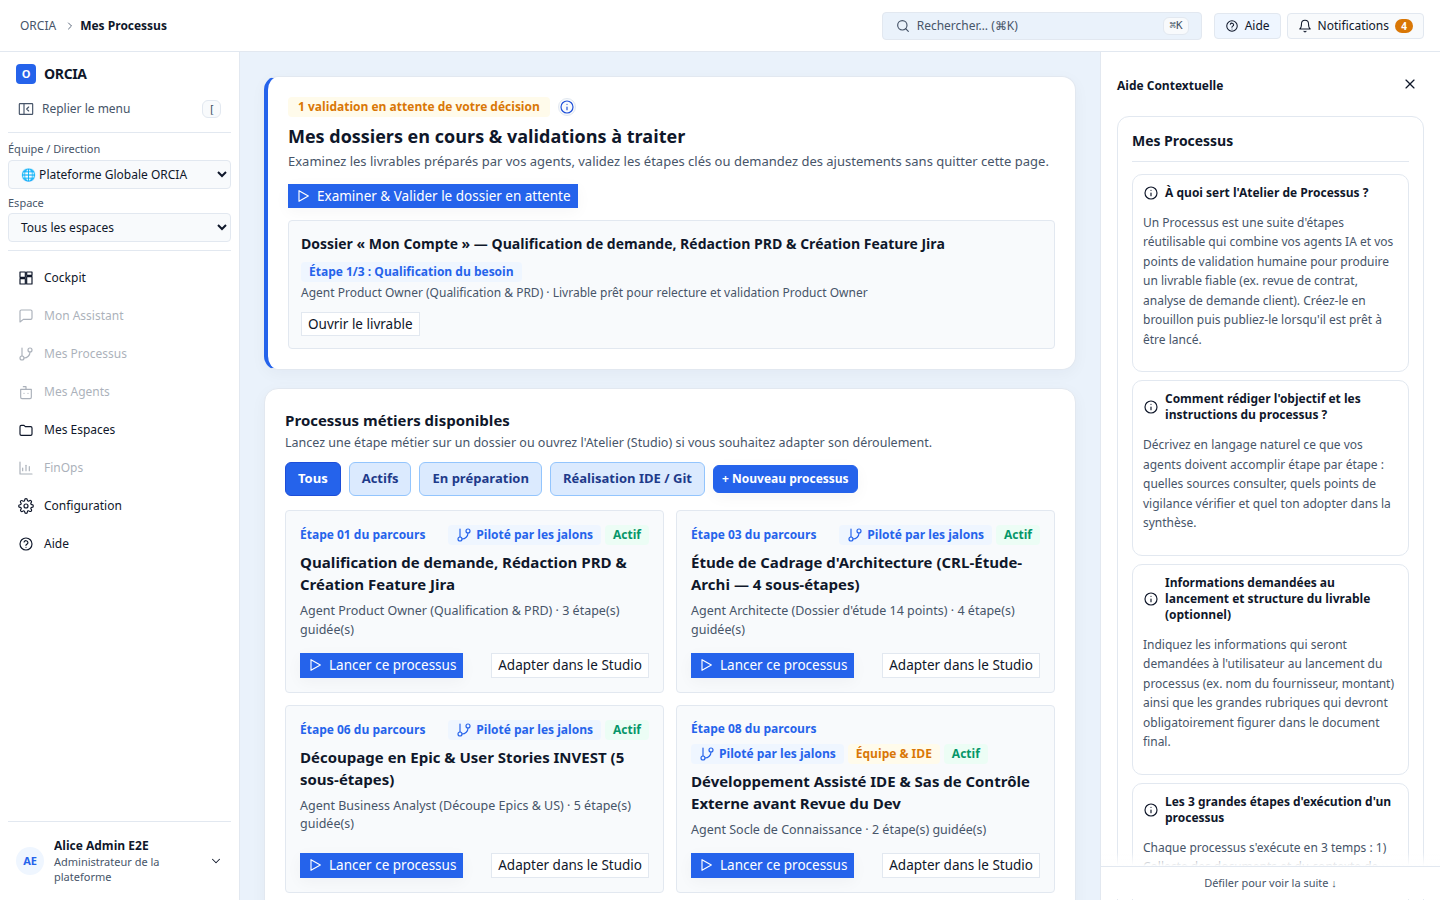 ORCIA > Mes Processus
Rechercher... (⌘K)
⌘K
Aide
Notifications 4
O ORCIA
Replier le menu [
Équipe / Direction
🌐 Plateforme Globale ORCIA
Espace
Tous les espaces
Cockpit
Mon Assistant
Mes Processus
Mes Agents
Mes Espaces
FinOps
Configuration
Aide
AE
Alice Admin E2E
Administrateur de la
plateforme
1 validation en attente de votre décision
Mes dossiers en cours & validations à traiter
Examinez les livrables préparés par vos agents, validez les étapes clés ou demandez des ajustements sans quitter cette page.
Examiner & Valider le dossier en attente
Dossier « Mon Compte » — Qualification de demande, Rédaction PRD & Création Feature Jira
Étape 1/3 : Qualification du besoin
Agent Product Owner (Qualification & PRD) · Livrable prêt pour relecture et validation Product Owner
Ouvrir le livrable
Processus métiers disponibles
Lancez une étape métier sur un dossier ou ouvrez l'Atelier (Studio) si vous souhaitez adapter son déroulement.
Tous
Actifs
En préparation
Réalisation IDE / Git
+ Nouveau processus
Étape 01 du parcours
Piloté par les jalons
Actif
Qualification de demande, Rédaction PRD &
Création Feature Jira
Agent Product Owner (Qualification & PRD) · 3 étape(s)
guidée(s)
Lancer ce processus
Adapter dans le Studio
Étape 03 du parcours
Piloté par les jalons
Actif
Étude de Cadrage d'Architecture (CRL-Étude-
Archi — 4 sous-étapes)
Agent Architecte (Dossier d'étude 14 points) · 4 étape(s)
guidée(s)
Lancer ce processus
Adapter dans le Studio
Étape 06 du parcours
Piloté par les jalons
Actif
Découpage en Epic & User Stories INVEST (5
sous-étapes)
Agent Business Analyst (Découpe Epics & US) · 5 étape(s)
guidée(s)
Lancer ce processus
Adapter dans le Studio
Étape 08 du parcours
Piloté par les jalons
Équipe & IDE
Actif
Développement Assisté IDE & Sas de Contrôle
Externe avant Revue du Dev
Agent Socle de Connaissance · 2 étape(s) guidée(s)
Lancer ce processus
Adapter dans le Studio
Aide Contextuelle
Mes Processus
À quoi sert l'Atelier de Processus ?
Un Processus est une suite d'étapes
réutilisable qui combine vos agents IA et vos
points de validation humaine pour produire
un livrable fiable (ex. revue de contrat,
analyse de demande client). Créez-le en
brouillon puis publiez-le lorsqu'il est prêt à
être lancé.
Comment rédiger l'objectif et les
instructions du processus ?
Décrivez en langage naturel ce que vos
agents doivent accomplir étape par étape :
quelles sources consulter, quels points de
vigilance vérifier et quel ton adopter dans la
synthèse.
Informations demandées au
lancement et structure du livrable
(optionnel)
Indiquez les informations qui seront
demandées à l'utilisateur au lancement du
processus (ex. nom du fournisseur, montant)
ainsi que les grandes rubriques qui devront
obligatoirement figurer dans le document
final.
Les 3 grandes étapes d'exécution d'un
processus
Chaque processus s'exécute en 3 temps : 1)
Défiler pour voir la suite ↓